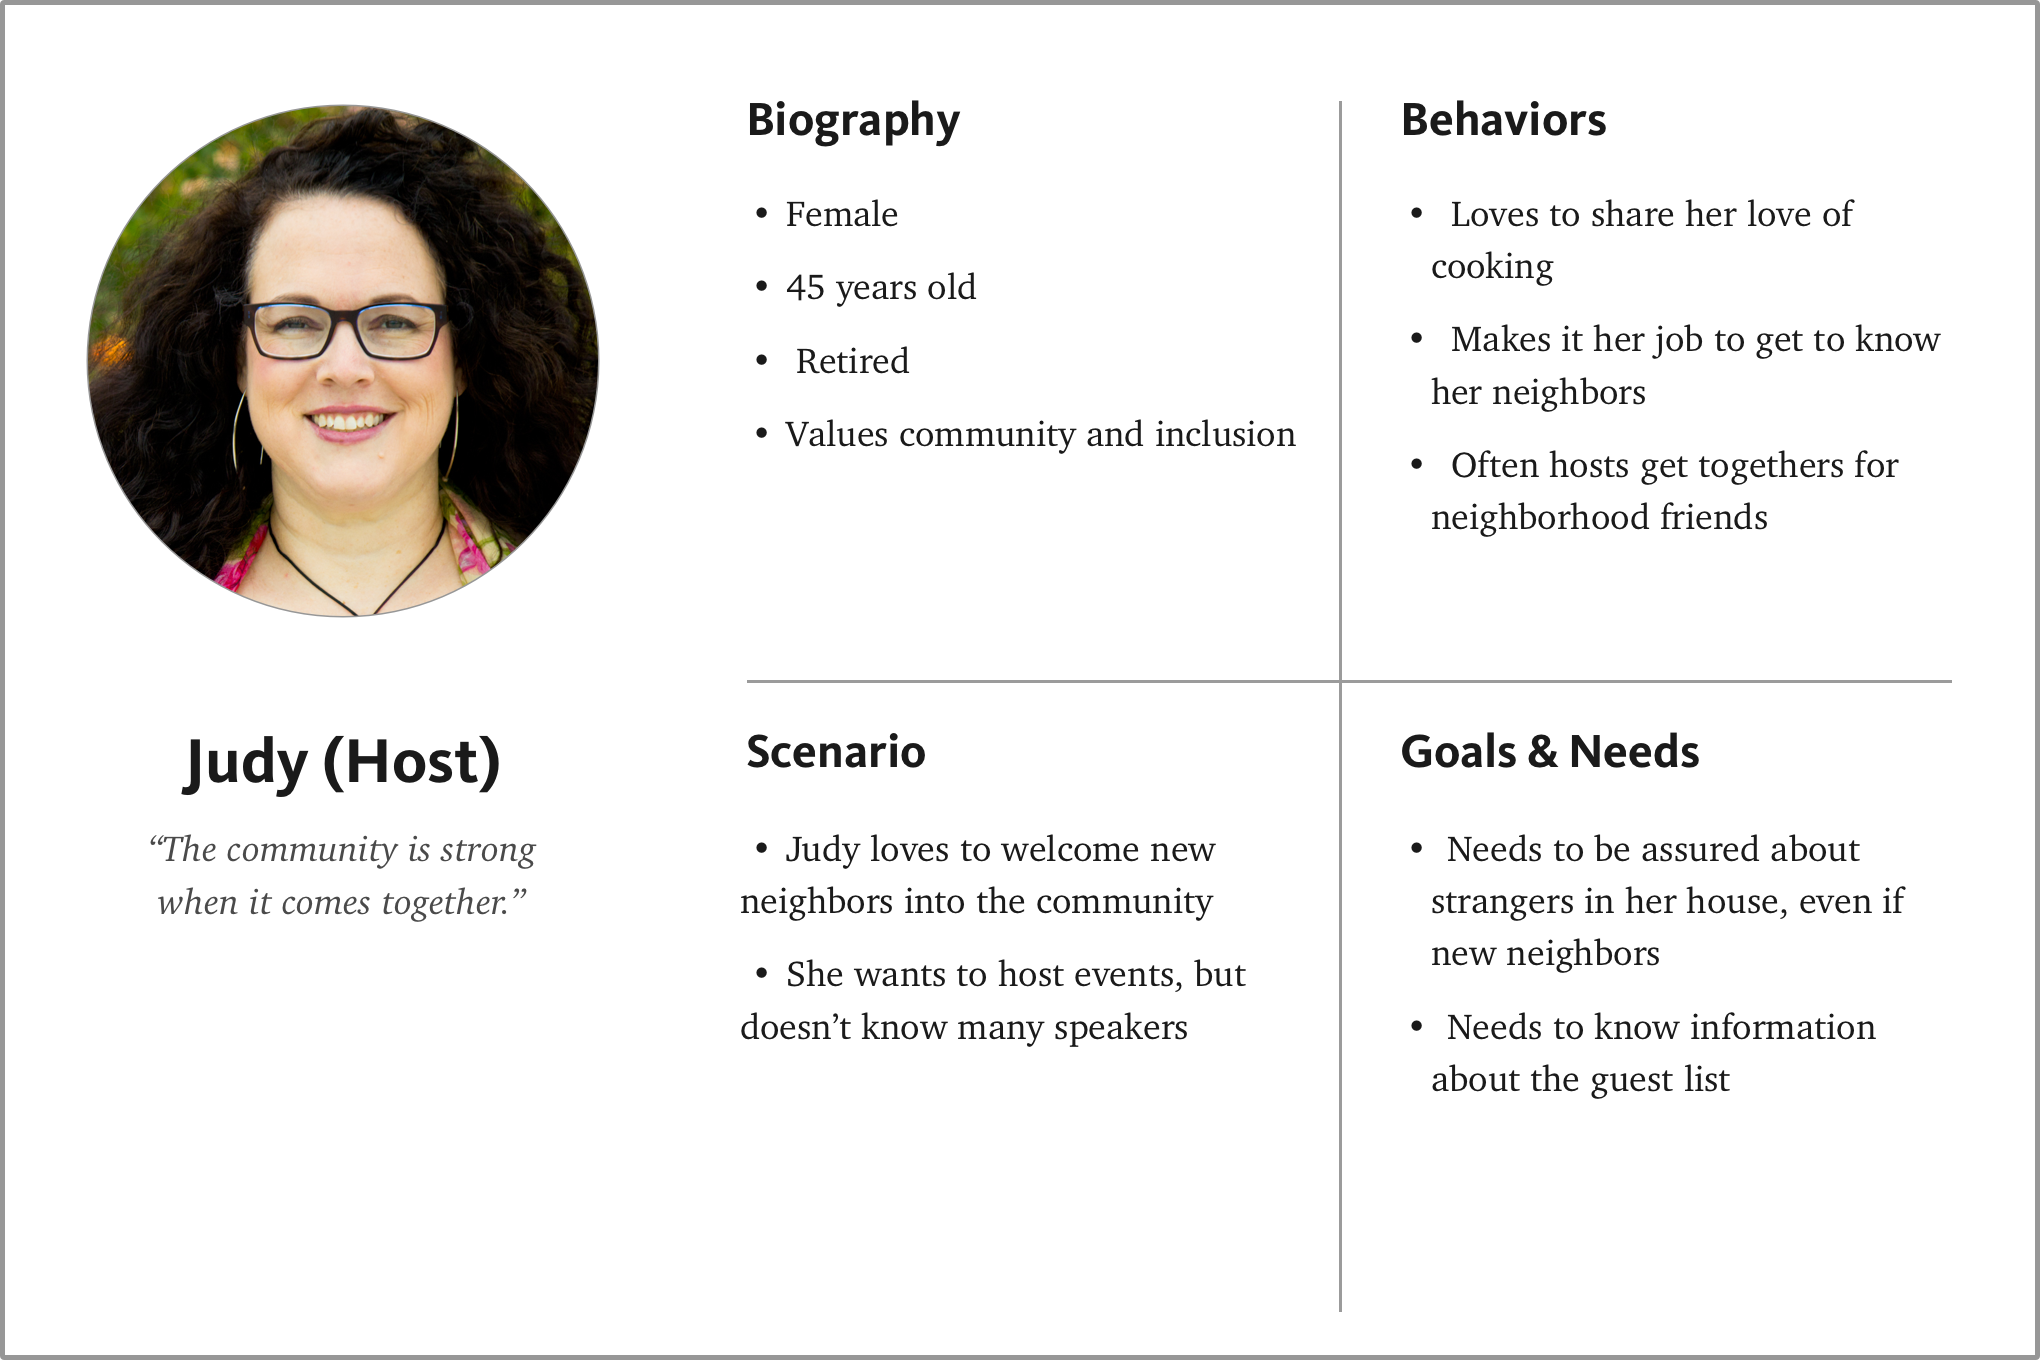 Judy (Host)
“The community is strong
when it comes together.”
Biography
• Female
• 45 years old
• Retired
• Values community and inclusion
Behaviors
• Loves to share her love of
cooking
• Makes it her job to get to know
her neighbors
• Often hosts get togethers for
neighborhood friends
Scenario
• Judy loves to welcome new
neighbors into the community
• She wants to host events, but
doesn’t know many speakers
Goals & Needs
• Needs to be assured about
strangers in her house, even if
new neighbors
• Needs to know information
about the guest list